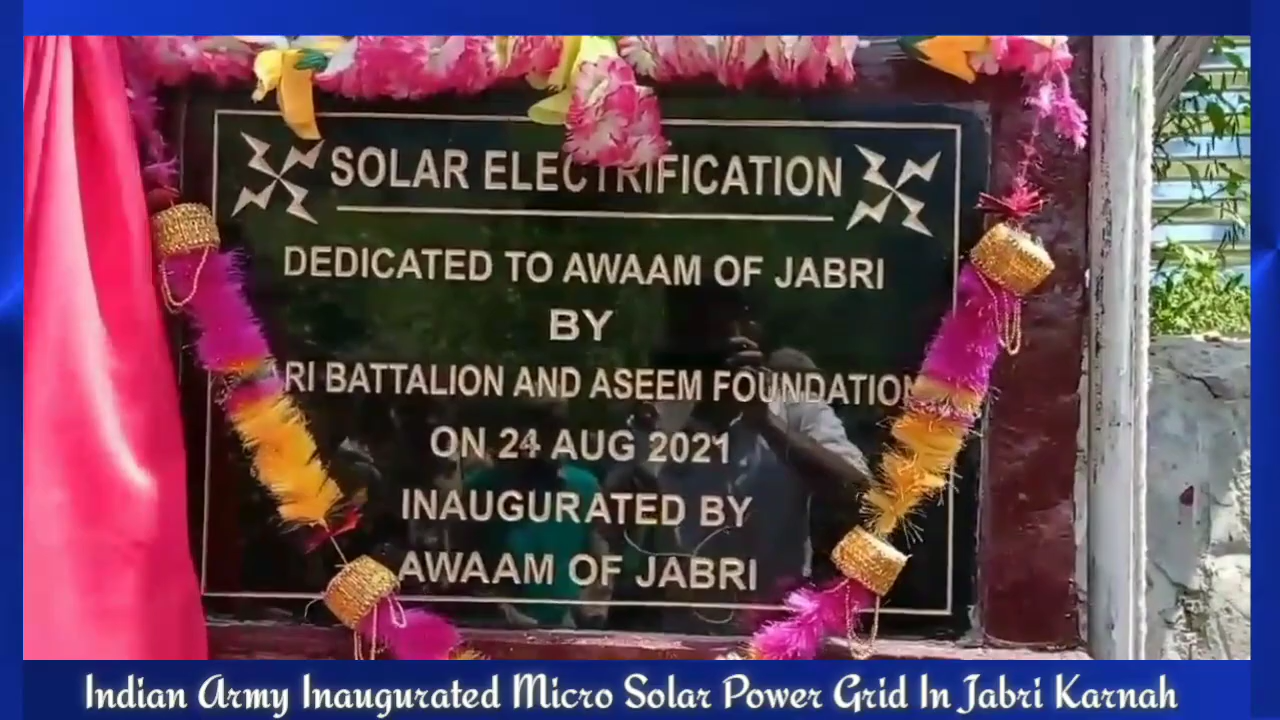 SOLAR ELECTRIFICATION
DEDICATED TO AWAAM OF JABRI
BY
RI BATTALION AND ASEEM FOUNDATION
ON 24 AUG 2021
INAUGURATED BY
AWAAM OF JABRI
Indian Army Inaugurated Micro Solar Power Grid In Jabri Karnah